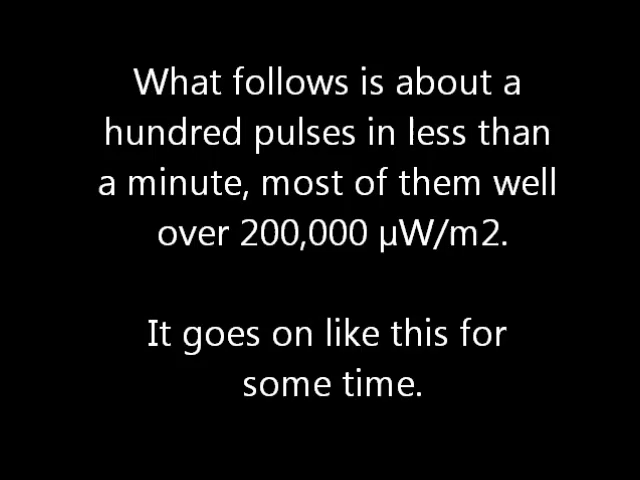 What follows is about a
hundred pulses in less than
a minute, most of them well
over 200,000 µW/m2.
It goes on like this for
some time.